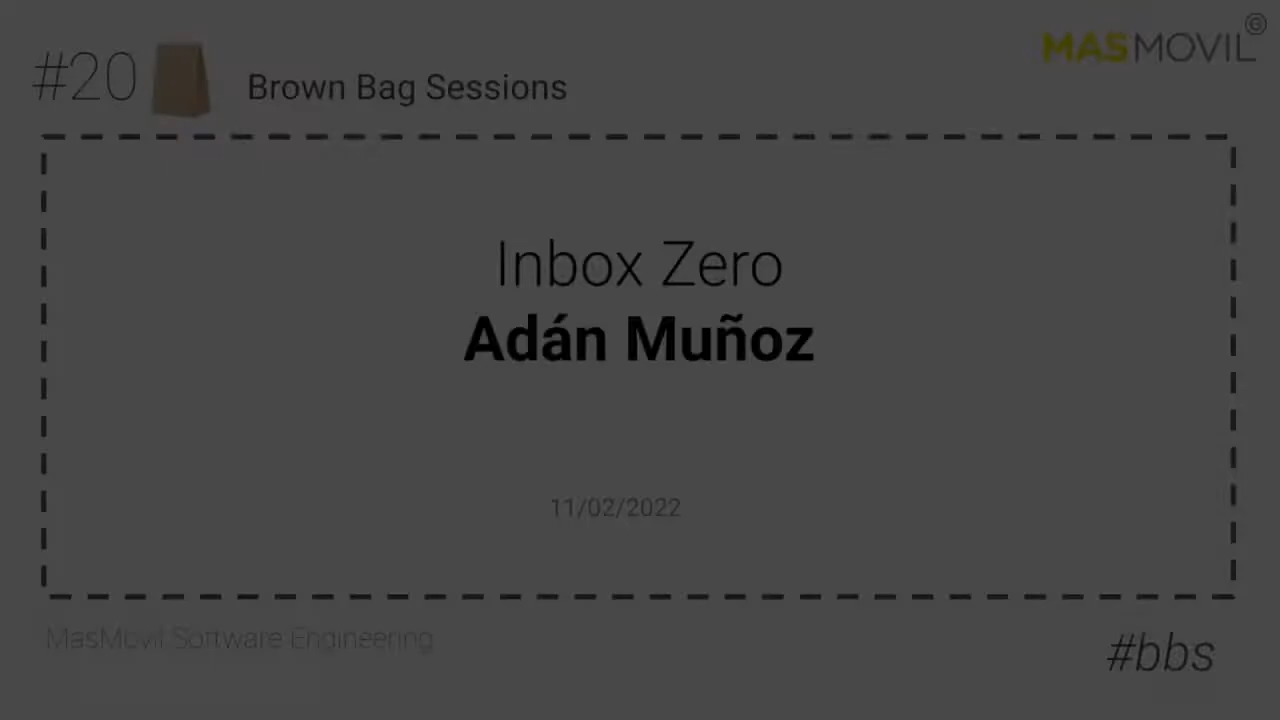 #20
Brown Bag Sessions
MASMOVIL
Inbox Zero
Adán Muñoz
11/02/2022
MasMovil Software Engineering
#bbs